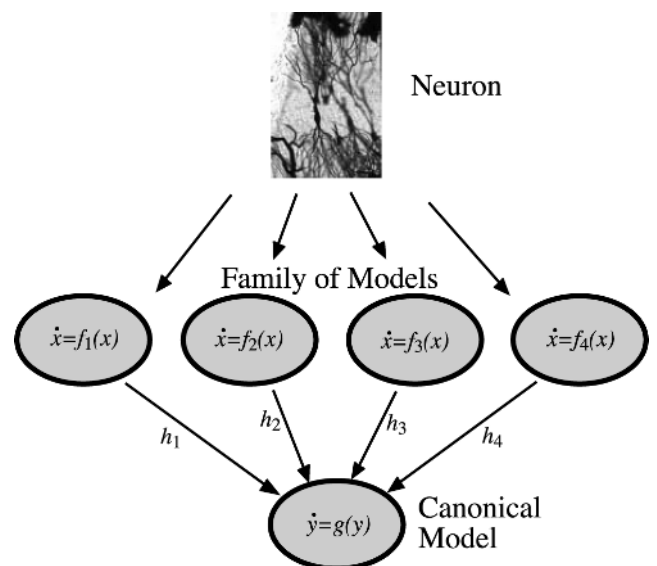 Neuron
Family of Models
ẋ=f₁(x)
ẋ=f₂(x)
ẋ=f₃(x)
ẋ=f₄(x)
h₁
h₂
h₃
h₄
ẏ=g(y)
Canonical
Model